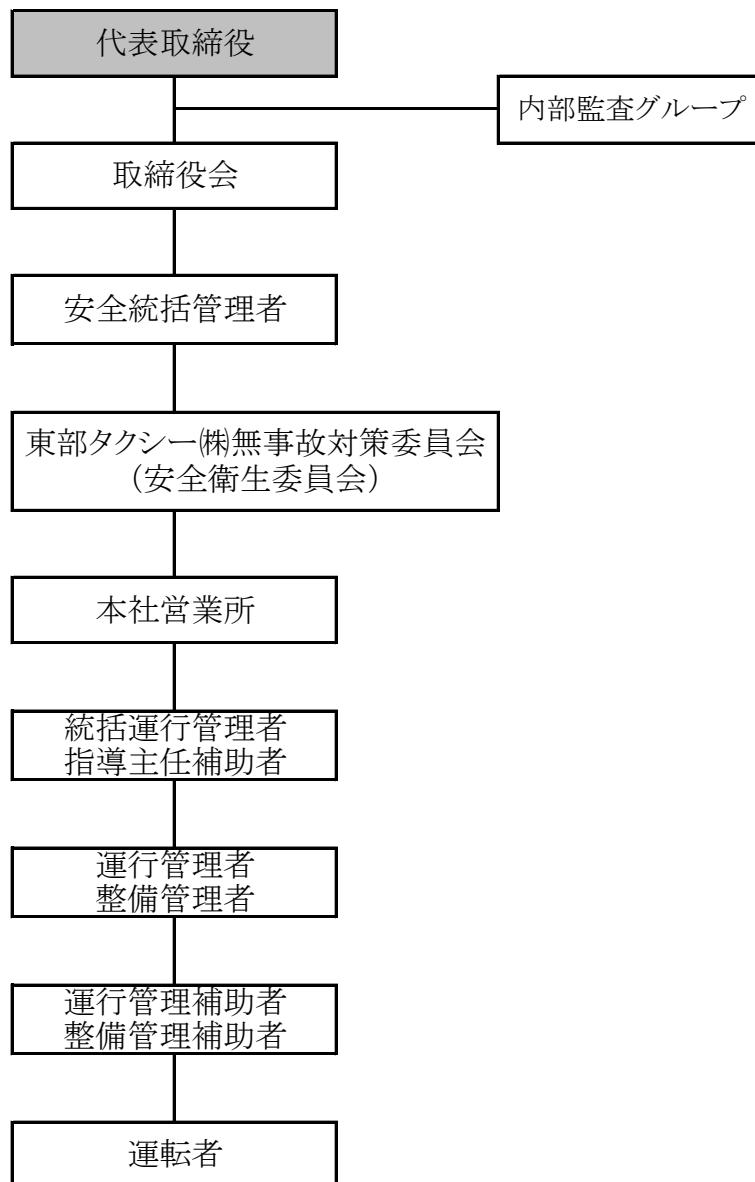 代表取締役
内部監査グループ
取締役会
安全統括管理者
東部タクシー㈱無事故対策委員会
(安全衛生委員会)
本社営業所
統括運行管理者
指導主任補助者
運行管理者
整備管理者
運行管理補助者
整備管理補助者
運転者